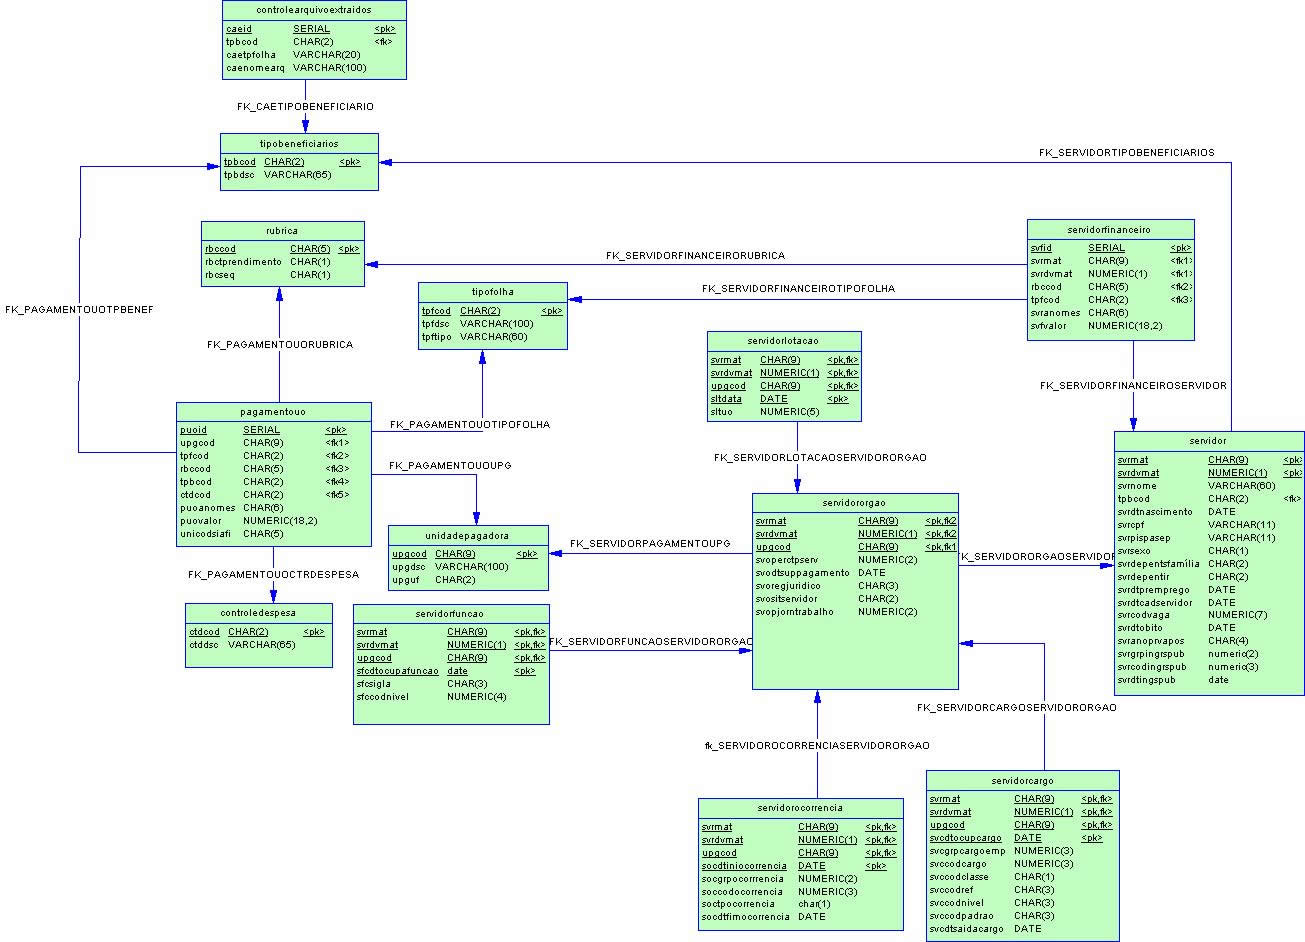 controlearquivoextraidos
caeid SERIAL <pk>
tpbcod CHAR(2) <fk>
caetpfolha VARCHAR(20)
caenomearq VARCHAR(100)
FK_CAETIPOBENEFICIARIO
tipobeneficiarios
tpbcod CHAR(2) <pk>
tpbdsc VARCHAR(65)
FK_SERVIDORTIPOBENEFICIARIOS
rubrica
rbccod CHAR(5) <pk>
rbctprendimento CHAR(1)
rbcseq CHAR(1)
servidorfinanceiro
svfid SERIAL <pk>
svrmat CHAR(9) <fk1>
svrdvmat NUMERIC(1) <fk1>
rbccod CHAR(5) <fk2>
tpfcod CHAR(2) <fk3>
svranomes CHAR(6)
svfvalor NUMERIC(18,2)
FK_SERVIDORFINANCEIRORUBRICA
FK_SERVIDORFINANCEIROTIPOFOLHA
tipofolha
tpfcod CHAR(2) <pk>
tpfdsc VARCHAR(100)
tpftipo VARCHAR(60)
FK_PAGAMENTOUOTPBENEF
FK_PAGAMENTOUORUBRICA
servidorlotacao
svrmat CHAR(9) <pk,fk>
svrdvmat NUMERIC(1) <pk,fk>
upgcod CHAR(9) <pk,fk>
sltdata DATE <pk>
sltuo NUMERIC(5)
FK_SERVIDORFINANCEIROSERVIDOR
pagamentouo
puoid SERIAL <pk>
upgcod CHAR(9) <fk1>
tpfcod CHAR(2) <fk2>
rbccod CHAR(5) <fk3>
tpbcod CHAR(2) <fk4>
ctdcod CHAR(2) <fk5>
puoanomes CHAR(6)
puovalor NUMERIC(18,2)
unicodsiafi CHAR(5)
FK_PAGAMENTOUOTIPOFOLHA
FK_PAGAMENTOUOUPG
FK_SERVIDORLOTACAOSERVIDORORGAO
servidor
svrmat CHAR(9) <pk>
svrdvmat NUMERIC(1) <pk>
svrnome VARCHAR(60)
tpbcod CHAR(2) <fk>
svrdtnascimento DATE
svrcpf VARCHAR(11)
svrpispasep VARCHAR(11)
svrsexo CHAR(1)
svrdepentsfamília CHAR(2)
svrdepentir CHAR(2)
svrdtpremprego DATE
svrdtcadservidor DATE
svrcodvaga NUMERIC(7)
svrdtobito DATE
svranoprvapos CHAR(4)
svrgrpingrspub numeric(2)
svrcodingrspub numeric(3)
svrdtingspub date
servidororgao
svrmat CHAR(9) <pk,fk2
svrdvmat NUMERIC(1) <pk,fk2
upgcod CHAR(9) <pk,fk1
svoperctpserv NUMERIC(2)
svodtsuppagamento DATE
svoregjuridico CHAR(3)
svositservidor CHAR(2)
svopjorntrabalho NUMERIC(2)
FK_SERVIDORORGAOSERVIDOR
unidadepagadora
upgcod CHAR(9) <pk>
upgdsc VARCHAR(100)
upguf CHAR(2)
FK_SERVIDORPAGAMENTOUPG
FK_PAGAMENTOUOCTRDESPESA
controledespesa
ctdcod CHAR(2) <pk>
ctddsc VARCHAR(65)
servidorfuncao
svrmat CHAR(9) <pk,fk>
svrdvmat NUMERIC(1) <pk,fk>
upgcod CHAR(9) <pk,fk>
sfcdtocupafuncao date <pk>
sfcsigla CHAR(3)
sfccodnivel NUMERIC(4)
FK_SERVIDORFUNCAOSERVIDORORGAO
FK_SERVIDORCARGOSERVIDORORGAO
fk_SERVIDOROCORRENCIASERVIDORORGAO
servidorocorrencia
svrmat CHAR(9) <pk,fk>
svrdvmat NUMERIC(1) <pk,fk>
upgcod CHAR(9) <pk,fk>
socdtiniocorrencia DATE <pk>
socgrpocrrrencia NUMERIC(2)
soccodocorrencia NUMERIC(3)
soctpocorrencia char(1)
socdtfimocorrencia DATE
servidorcargo
svrmat CHAR(9) <pk,fk>
svrdvmat NUMERIC(1) <pk,fk>
upgcod CHAR(9) <pk,fk>
svcdtocupcargo DATE <pk>
svcgrpcargoemp NUMERIC(3)
svccodcargo NUMERIC(3)
svccodclasse CHAR(1)
svccodref CHAR(3)
svccodnivel CHAR(3)
svccodpadrao CHAR(3)
svcdtsaidacargo DATE